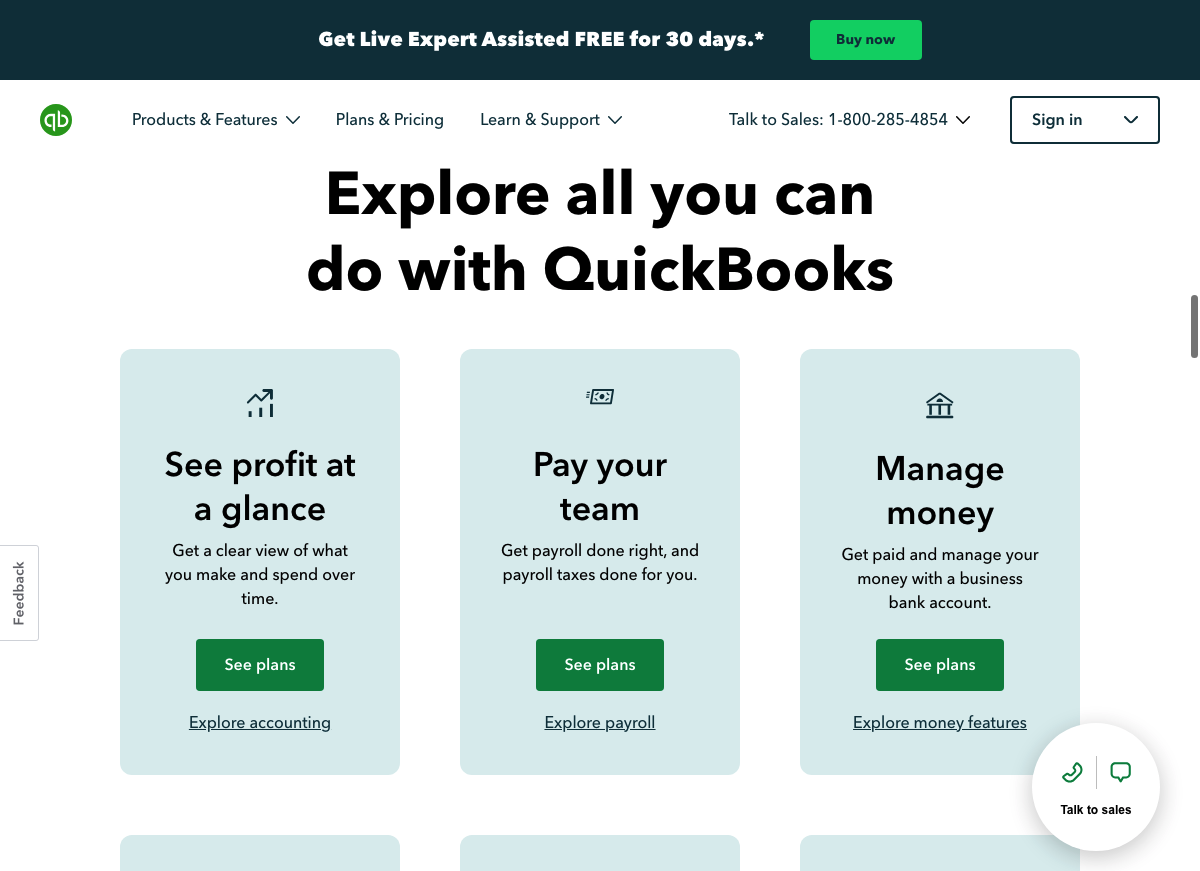 Get Live Expert Assisted FREE for 30 days.*
Buy now
qb
Products & Features
Plans & Pricing
Learn & Support
Talk to Sales: 1-800-285-4854
Sign in
Explore all you can
do with QuickBooks
See profit at
a glance
Get a clear view of what
you make and spend over
time.
See plans
Explore accounting
Pay your
team
Get payroll done right, and
payroll taxes done for you.
See plans
Explore payroll
Manage
money
Get paid and manage your
money with a business
bank account.
See plans
Explore money features
Feedback
Talk to sales